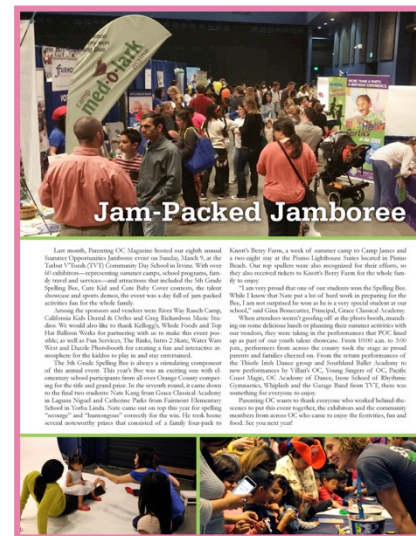 camp
med-o-lark
maine
MORE THAN A PARTY,
A BIRTHDAY EXPERIENCE
Jam-Packed Jamboree
Last month, Parenting OC Magazine hosted our eighth annual
Summer Opportunities Jamboree event on Sunday, March 9, at the
Tarbut V'Torah (TVT) Community Day School in Irvine. With over
60 exhibitors—representing summer camps, school programs, fam-
ily travel and services—and attractions that included the 5th Grade
Spelling Bee, Cute Kid and Cute Baby Cover contests, the talent
showcase and sports demos, the event was a day full of jam-packed
activities fun for the whole family.
Among the sponsors and vendors were River Way Ranch Camp,
California Kids Dental & Ortho and Greg Richardson Music Stu-
dios. We would also like to thank Kellogg's, Whole Foods and Top
Hat Balloon Werks for partnering with us to make this event pos-
sible; as well as Fun Services, The Rinks, Intro 2 Skate, Water Wars
West and Dazzle Photobooth for creating a fun and interactive at-
mosphere for the kiddos to play in and stay entertained.
The 5th Grade Spelling Bee is always a stimulating component
of this annual event. This year's Bee was an exciting one with el-
ementary school participants from all over Orange County compet-
ing for the title and grand prize. In the seventh round, it came down
to the final two students: Nate Kang from Grace Classical Academy
in Laguna Niguel and Catherine Parks from Fairmont Elementary
School in Yorba Linda. Nate came out on top this year for spelling
"scourge" and "humongous" correctly for the win. He took home
several noteworthy prizes that consisted of a family four-pack to
Knott's Berry Farm, a week of summer camp to Camp James and
a two-night stay at the Pismo Lighthouse Suites located in Pismo
Beach. Our top spellers were also recognized for their efforts, so
they also received tickets to Knott's Berry Farm for the whole fam-
ily to enjoy.
"I am very proud that one of our students won the Spelling Bee.
While I know that Nate put a lot of hard work in preparing for the
Bee, I am not surprised he won as he is a very special student at our
school," said Gina Bonecutter, Principal, Grace Classical Academy.
When attendees weren't goofing off at the photo booth, munch-
ing on some delicious lunch or planning their summer activities with
our vendors, they were taking in the performances that POC lined
up as part of our youth talent showcase. From 10:00 a.m. to 3:00
p.m., performers from across the county took the stage as proud
parents and families cheered on. From the return performances of
the Thistle Irish Dance group and Southland Ballet Academy to
new performances by Villari's OC, Young Singers of OC, Pacific
Coast Magic, OC Academy of Dance, Irene School of Rhythmic
Gymnastics, Whiplash and the Garage Band from TVT, there was
something for everyone to enjoy.
Parenting OC wants to thank everyone who worked behind-the-
scenes to put this event together, the exhibitors and the community
members from across OC who came to enjoy the festivities, fun and
food. See you next year!